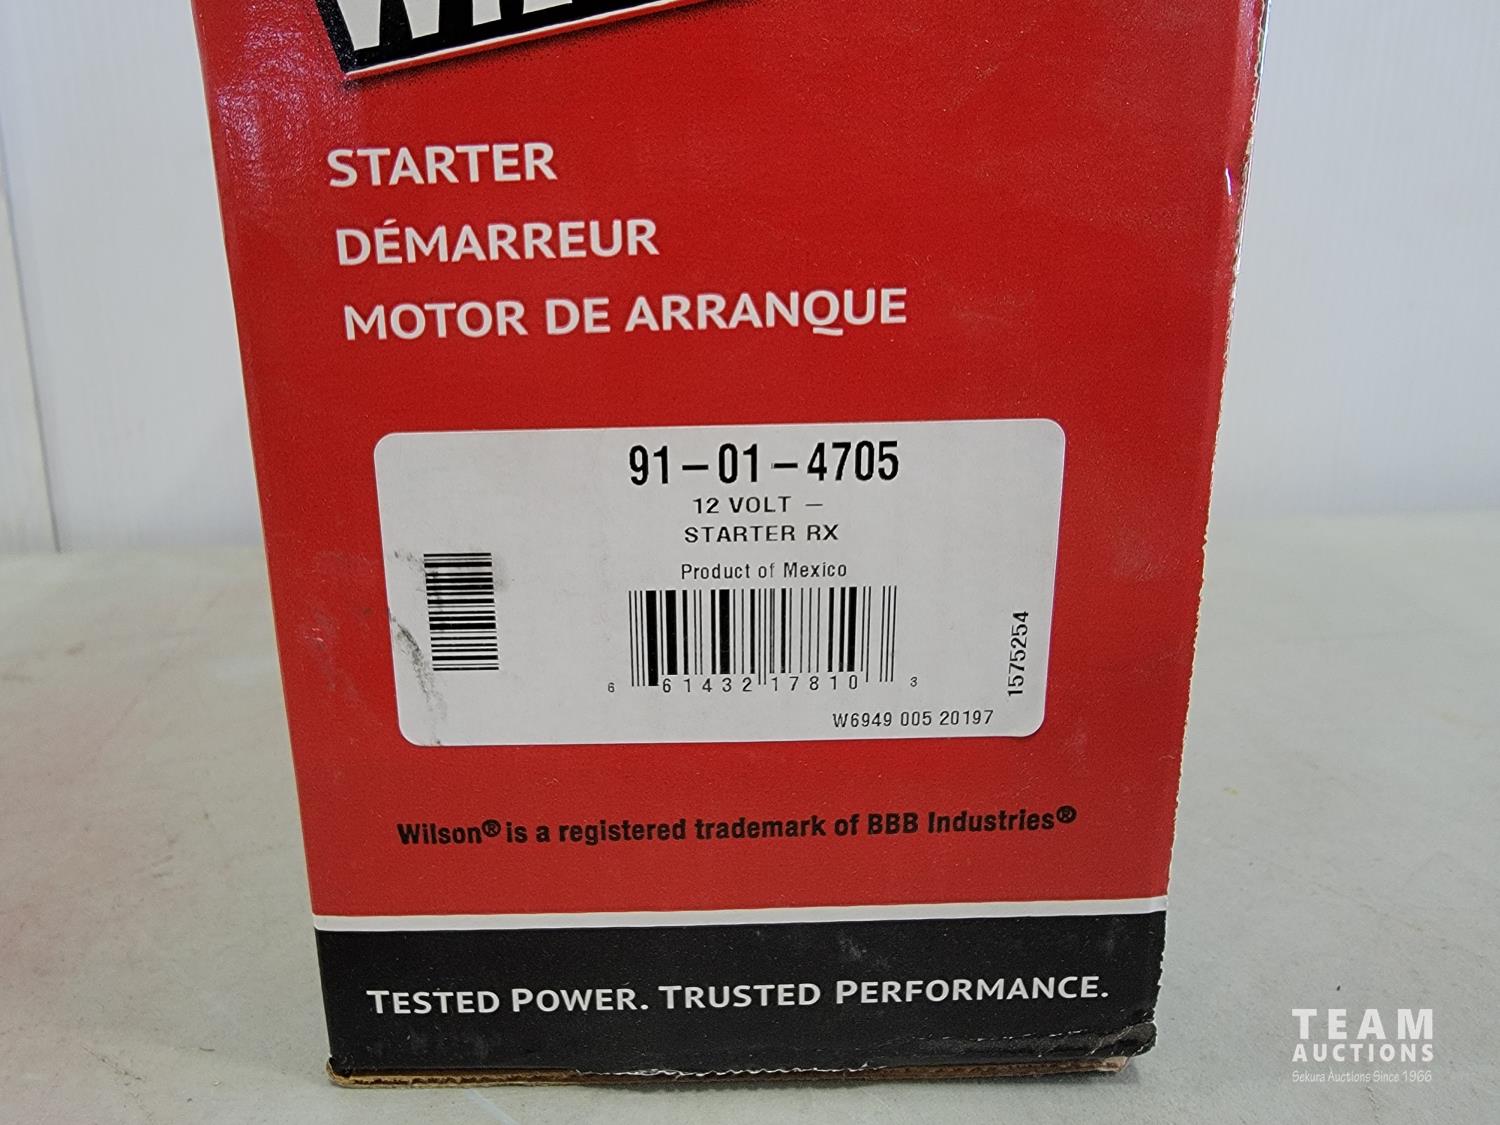 STARTER
DÉMARREUR
MOTOR DE ARRANQUE
91-01-4705
12 VOLT —
STARTER RX
Product of Mexico
6 61432 17810 3
1575254
W6949 005 20197
Wilson® is a registered trademark of BBB Industries®
TESTED POWER. TRUSTED PERFORMANCE.
TEAM
AUCTIONS
Sekura Auctions Since 1966